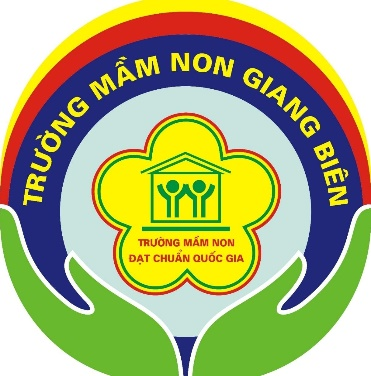 TRƯỜNG MẦM NON GIANG BIÊN
TRƯỜNG MẦM NON
ĐẠT CHUẨN QUỐC GIA